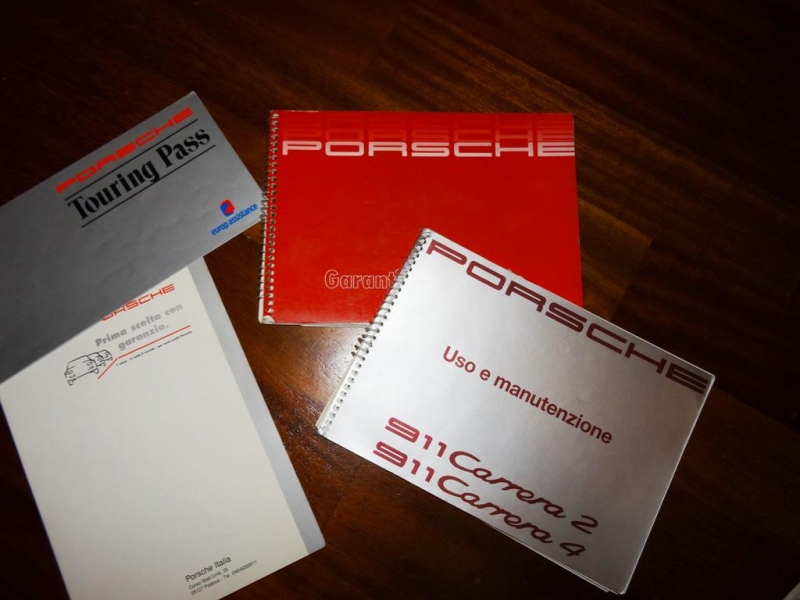 PORSCHE
Touring Pass
europ assistance
PORSCHE
Garant
PORSCHE
Prima scelta con
garanzia.
Porsche Italia
PORSCHE
Uso e manutenzione
911 Carrera 2
911 Carrera 4